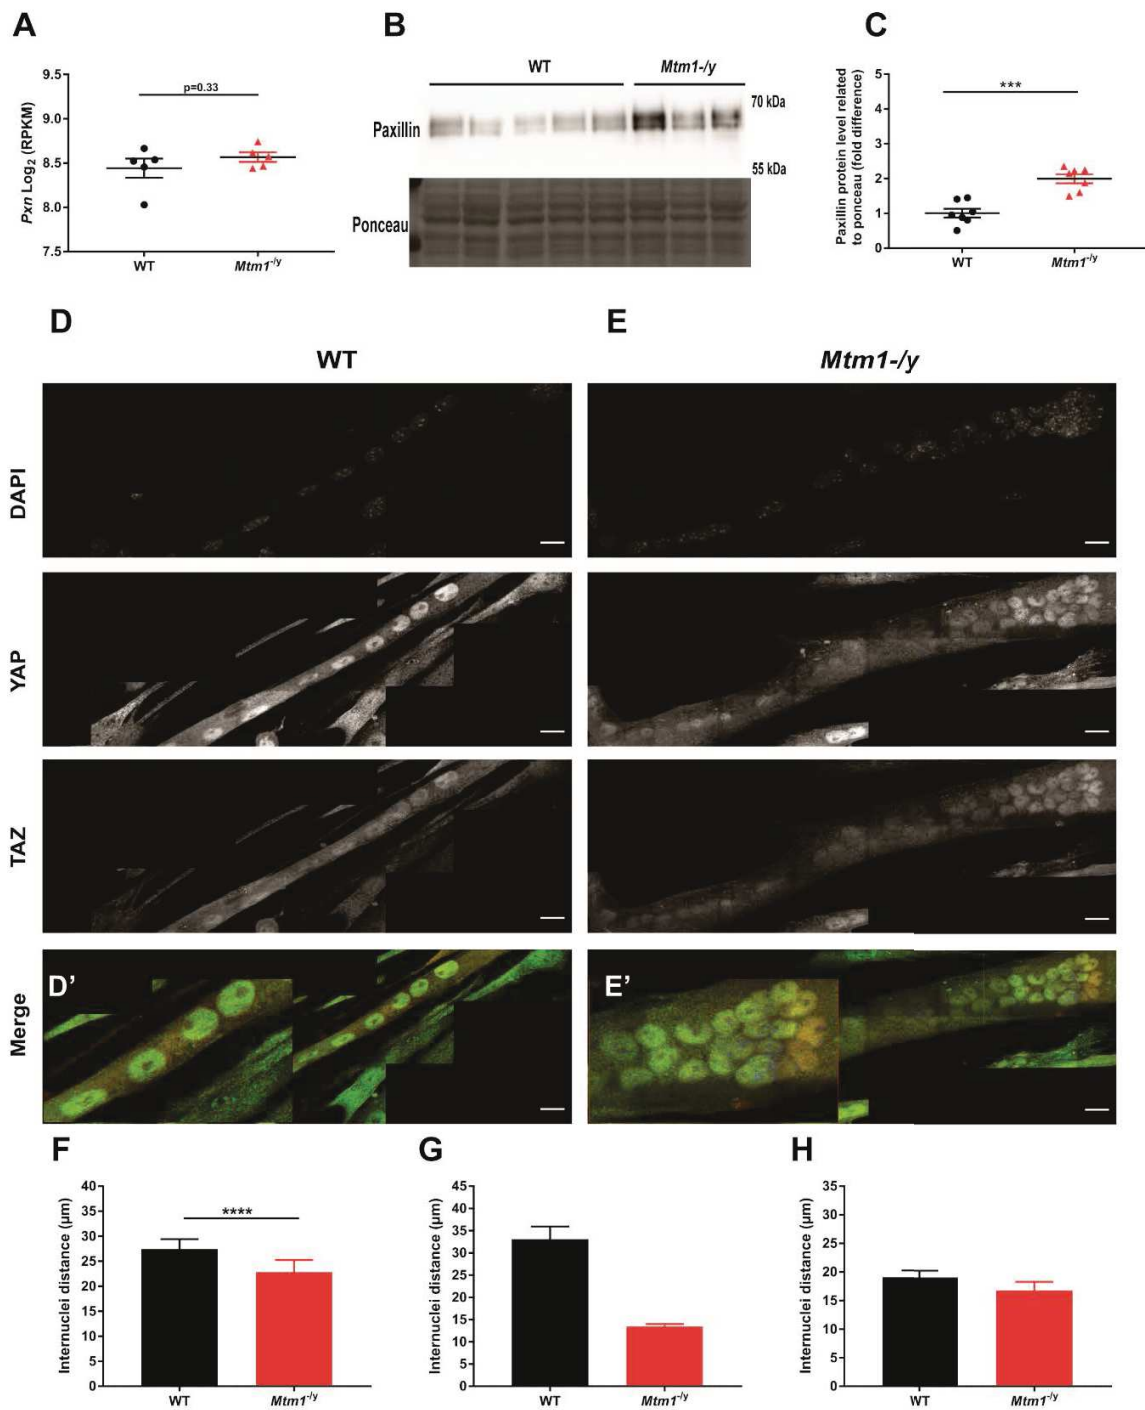 A
Pxn Log2 (RPKM)
9.5
9.0
8.5
8.0
7.5
p=0.33
WT
Mtm1-/y
B
WT
Mtm1-/y
Paxillin
70 kDa
55 kDa
Ponceau
C
Paxillin protein level related
to ponceau (fold difference)
5
4
3
2
1
0
***
WT
Mtm1-/y
D
WT
E
Mtm1-/y
DAPI
YAP
TAZ
Merge
D’
E’
F
Internuclei distance (µm)
40
35
30
25
20
15
10
5
0
****
WT
Mtm1-/y
G
Internuclei distance (µm)
45
40
35
30
25
20
15
10
5
0
WT
Mtm1-/y
H
Internuclei distance (µm)
35
30
25
20
15
10
5
0
WT
Mtm1-/y